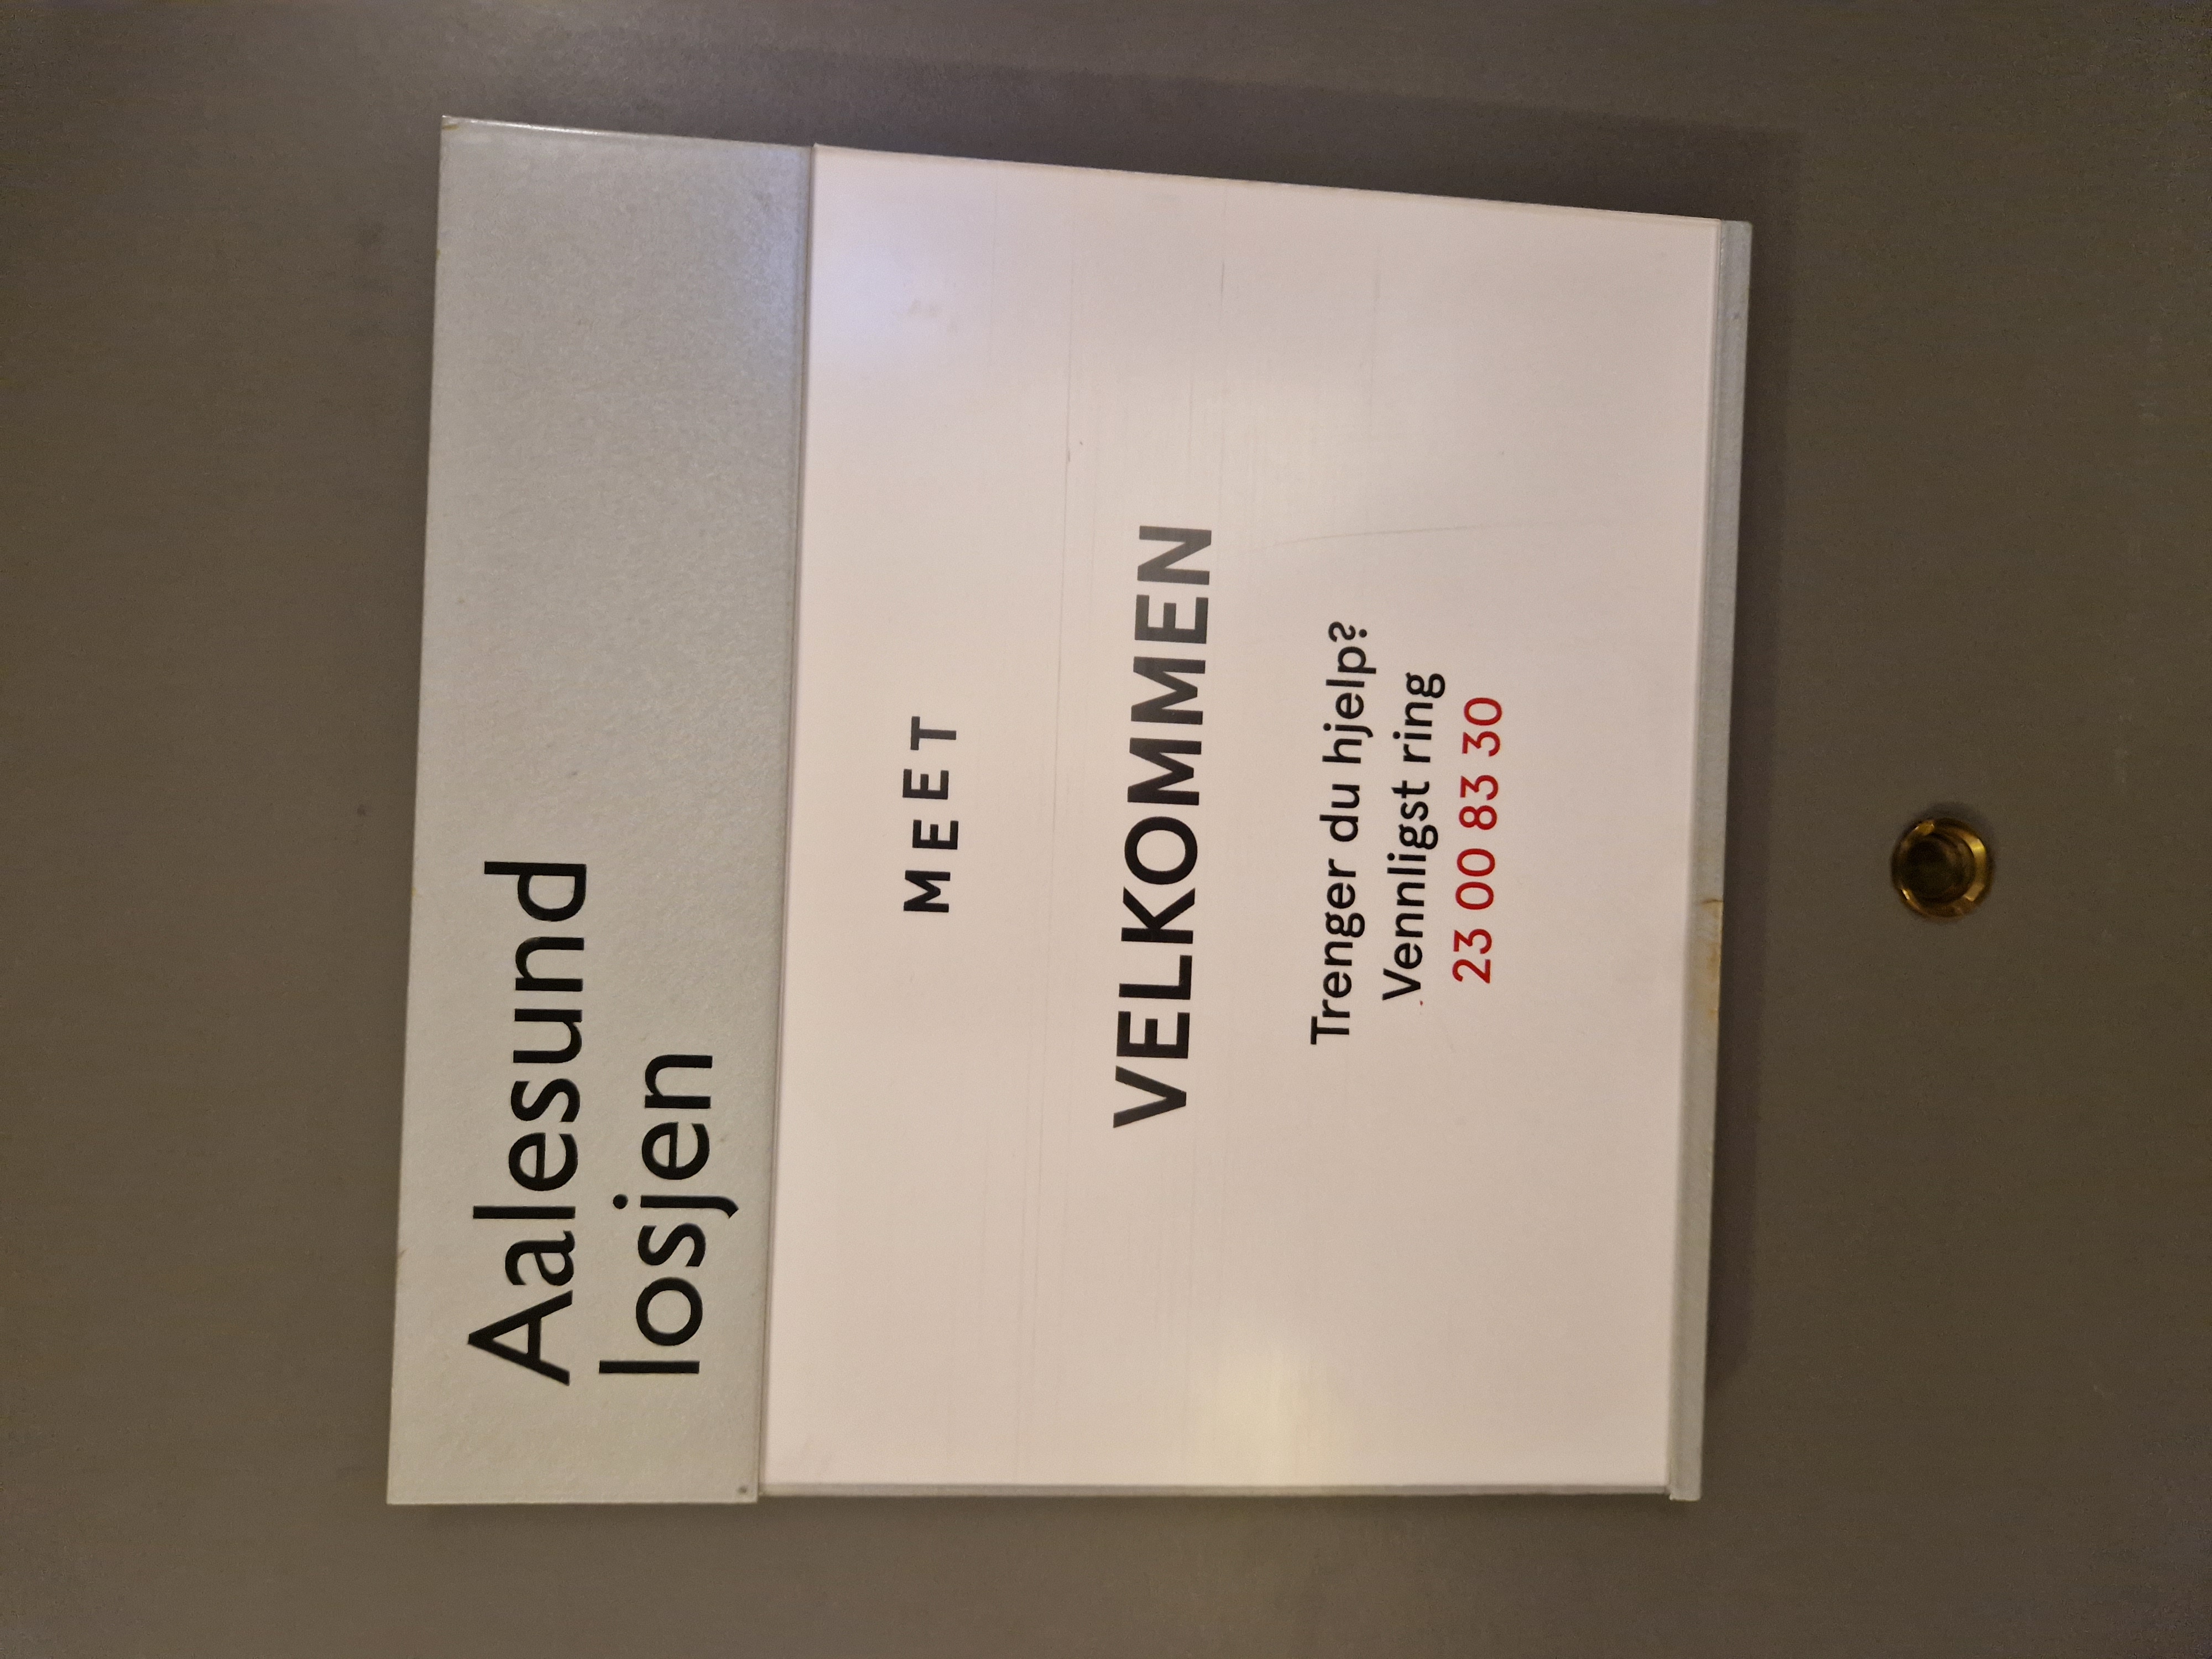 Aalesund
losjen
MEET
VELKOMMEN
Trenger du hjelp?
Vennligst ring
23 00 83 30